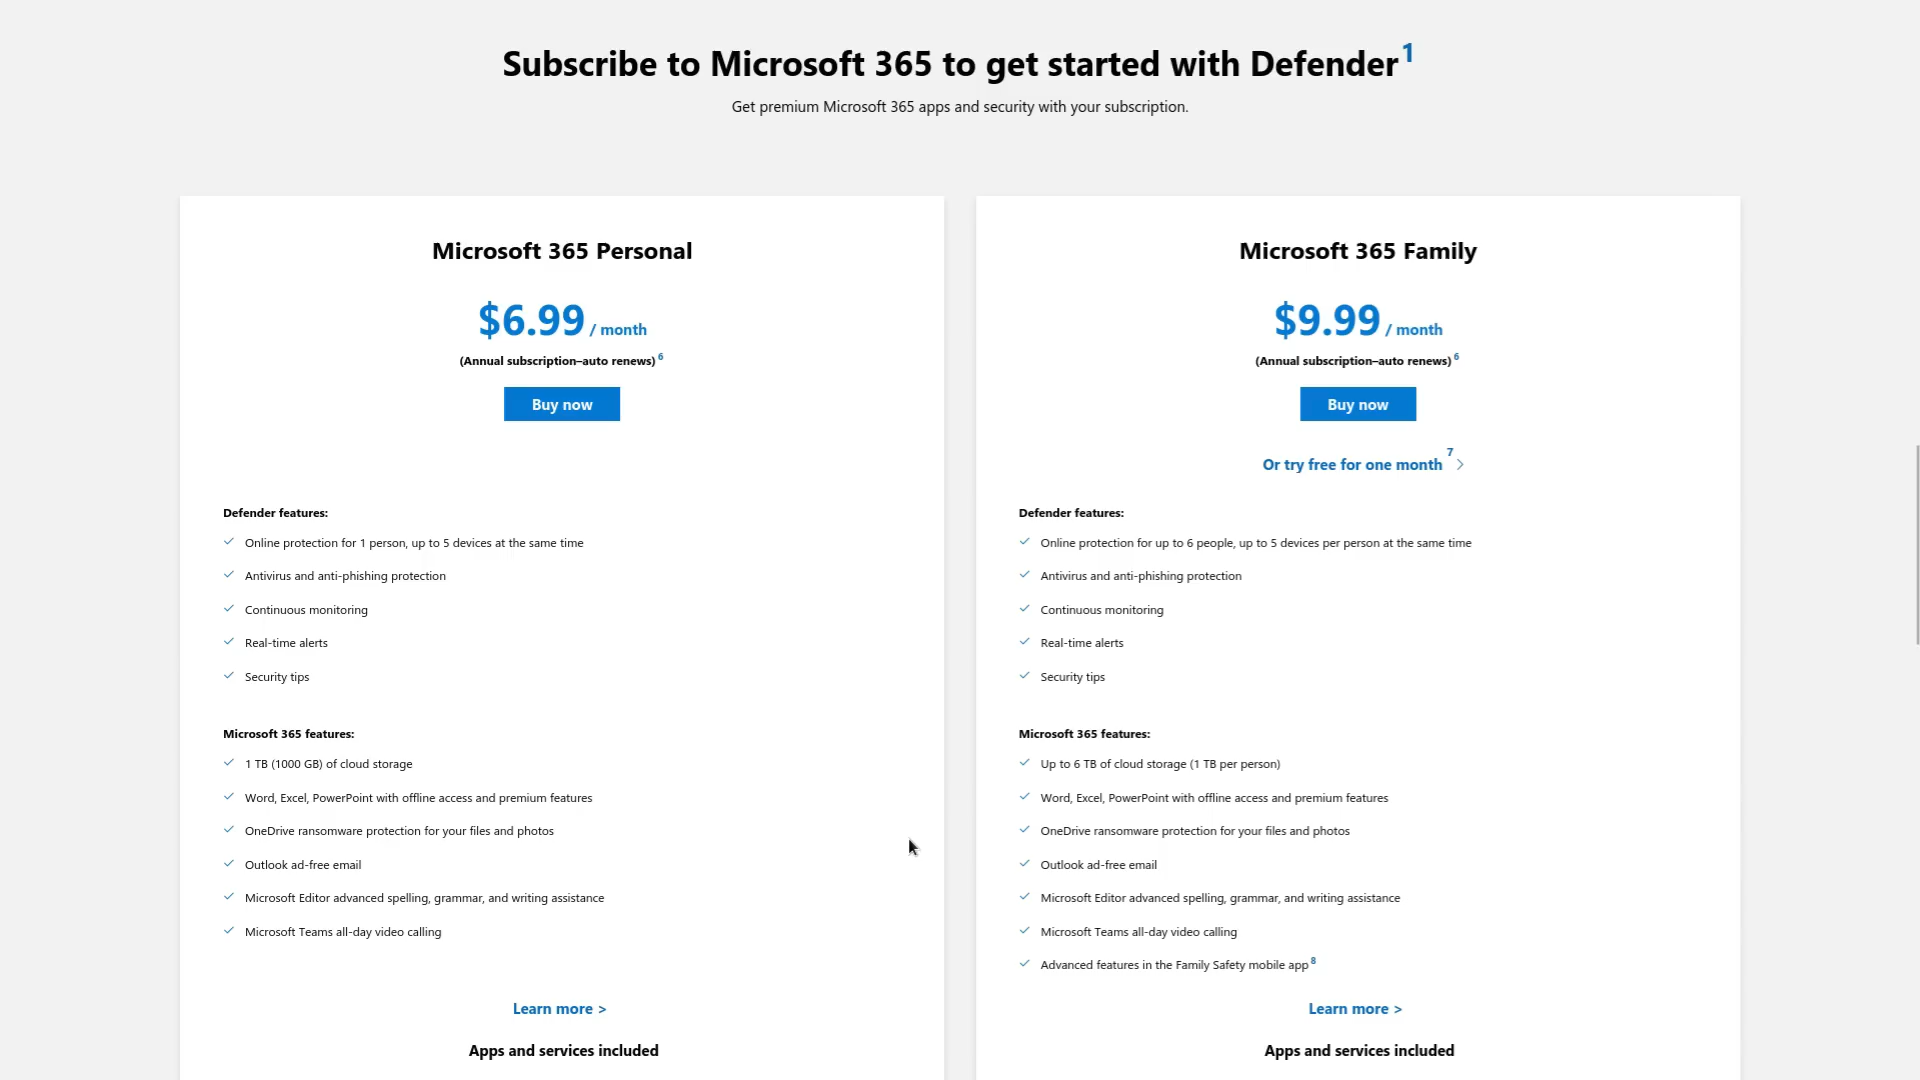 Subscribe to Microsoft 365 to get started with Defender1
Get premium Microsoft 365 apps and security with your subscription.
Microsoft 365 Personal
$6.99 / month
(Annual subscription–auto renews) 6
Buy now
Defender features:
Online protection for 1 person, up to 5 devices at the same time
Antivirus and anti-phishing protection
Continuous monitoring
Real-time alerts
Security tips
Microsoft 365 features:
1 TB (1000 GB) of cloud storage
Word, Excel, PowerPoint with offline access and premium features
OneDrive ransomware protection for your files and photos
Outlook ad-free email
Microsoft Editor advanced spelling, grammar, and writing assistance
Microsoft Teams all-day video calling
Learn more >
Apps and services included
Microsoft 365 Family
$9.99 / month
(Annual subscription–auto renews) 6
Buy now
Or try free for one month 7
Defender features:
Online protection for up to 6 people, up to 5 devices per person at the same time
Antivirus and anti-phishing protection
Continuous monitoring
Real-time alerts
Security tips
Microsoft 365 features:
Up to 6 TB of cloud storage (1 TB per person)
Word, Excel, PowerPoint with offline access and premium features
OneDrive ransomware protection for your files and photos
Outlook ad-free email
Microsoft Editor advanced spelling, grammar, and writing assistance
Microsoft Teams all-day video calling
Advanced features in the Family Safety mobile app 8
Learn more >
Apps and services included